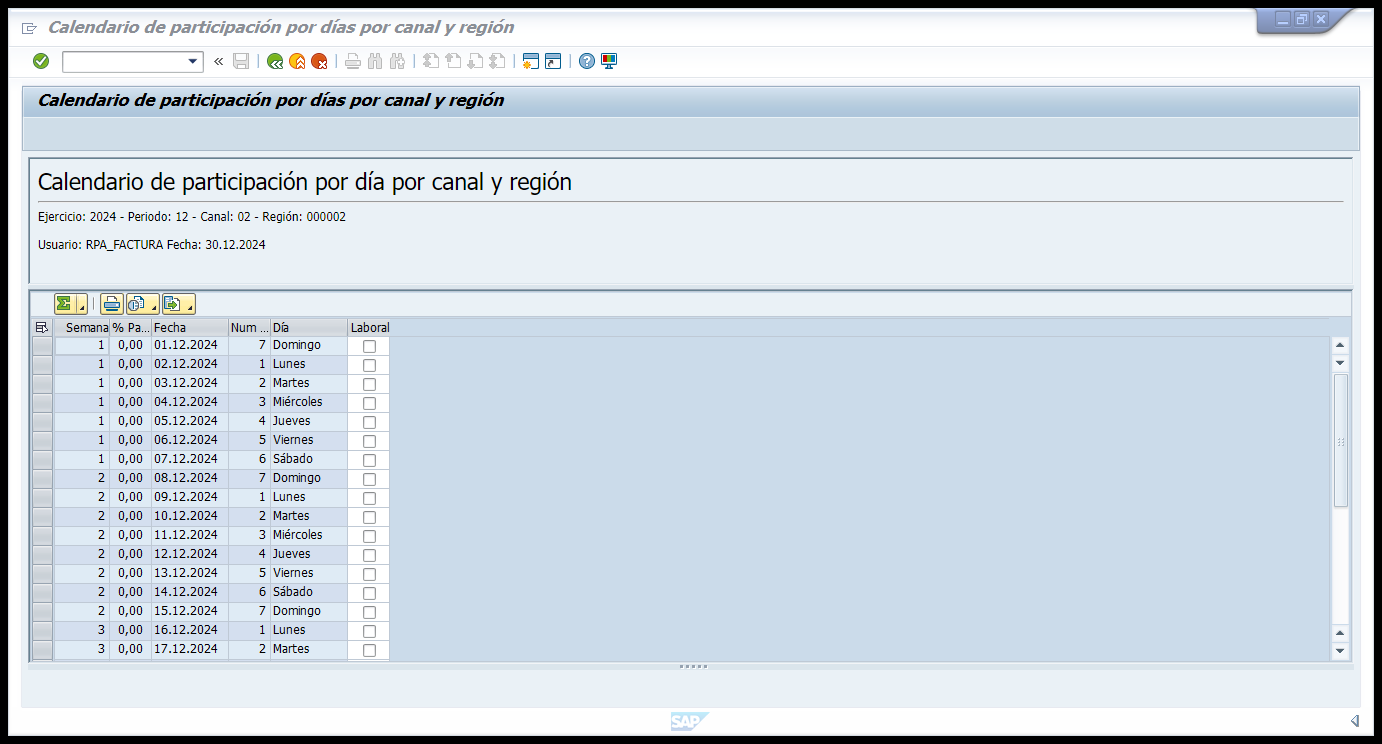 Calendario de participación por días por canal y región
Calendario de participación por días por canal y región
Calendario de participación por día por canal y región
Ejercicio: 2024 - Periodo: 12 - Canal: 02 - Región: 000002
Usuario: RPA_FACTURA Fecha: 30.12.2024
Semana % Pa... Fecha Num ... Día Laboral
1 0,00 01.12.2024 7 Domingo
1 0,00 02.12.2024 1 Lunes
1 0,00 03.12.2024 2 Martes
1 0,00 04.12.2024 3 Miércoles
1 0,00 05.12.2024 4 Jueves
1 0,00 06.12.2024 5 Viernes
1 0,00 07.12.2024 6 Sábado
2 0,00 08.12.2024 7 Domingo
2 0,00 09.12.2024 1 Lunes
2 0,00 10.12.2024 2 Martes
2 0,00 11.12.2024 3 Miércoles
2 0,00 12.12.2024 4 Jueves
2 0,00 13.12.2024 5 Viernes
2 0,00 14.12.2024 6 Sábado
2 0,00 15.12.2024 7 Domingo
3 0,00 16.12.2024 1 Lunes
3 0,00 17.12.2024 2 Martes
SAP